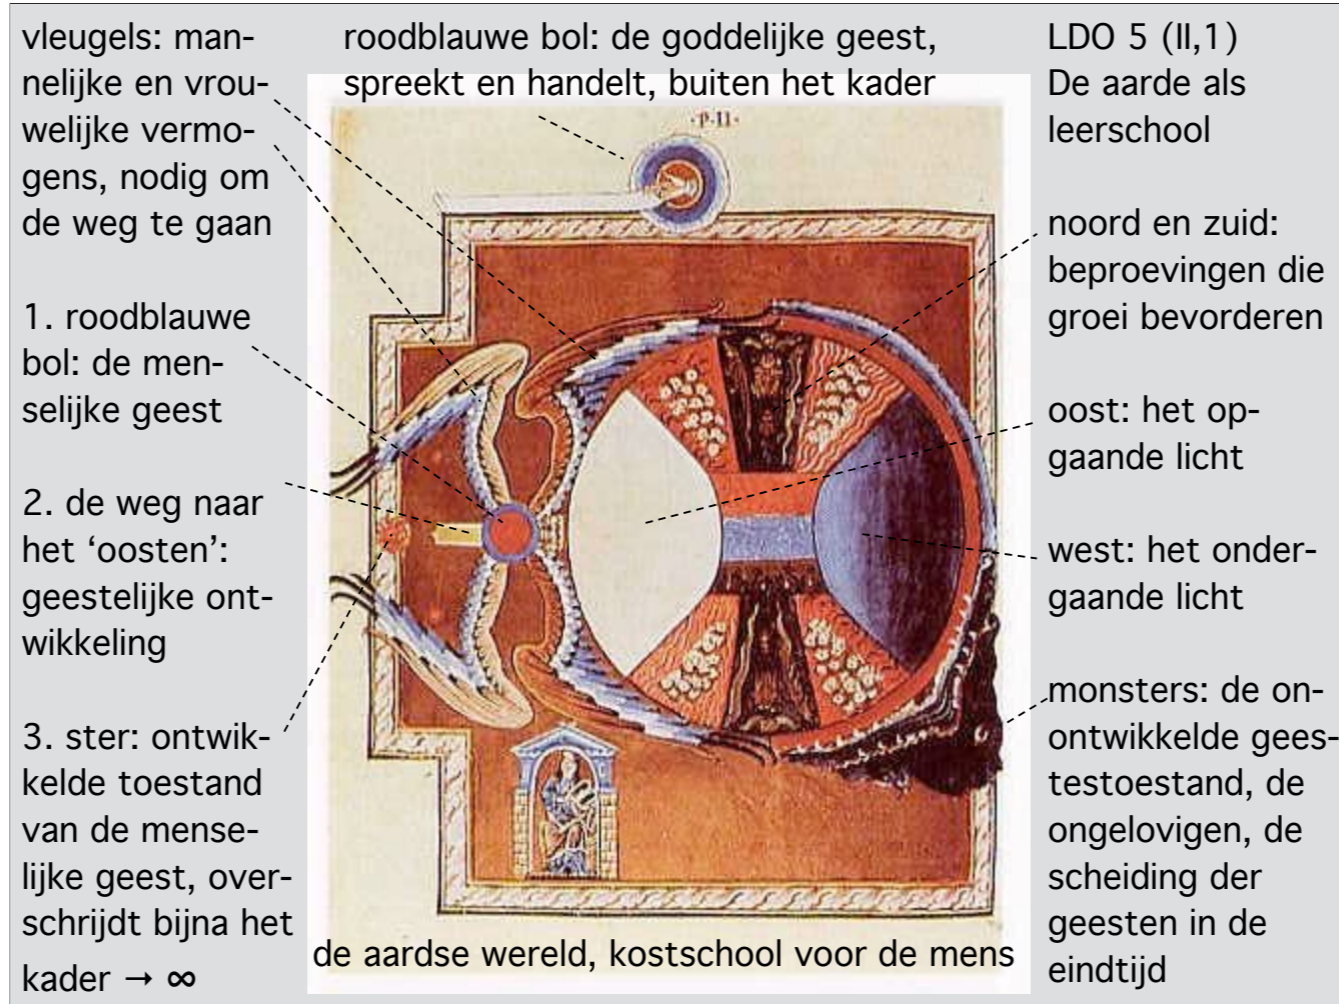 vleugels: man-
nelijke en vrou-
welijke vermo-
gens, nodig om
de weg te gaan
1. roodblauwe
bol: de men-
selijke geest
2. de weg naar
het ‘oosten’:
geestelijke ont-
wikkeling
3. ster: ontwik-
kelde toestand
van de mense-
lijke geest, over-
schrijdt bijna het
kader → ∞
roodblauwe bol: de goddelijke geest,
spreekt en handelt, buiten het kader
·P·II·
de aardse wereld, kostschool voor de mens
LDO 5 (II,1)
De aarde als
leerschool
noord en zuid:
beproevingen die
groei bevorderen
oost: het op-
gaande licht
west: het onder-
gaande licht
monsters: de on-
ontwikkelde gees-
testoestand, de
ongelovigen, de
scheiding der
geesten in de
eindtijd